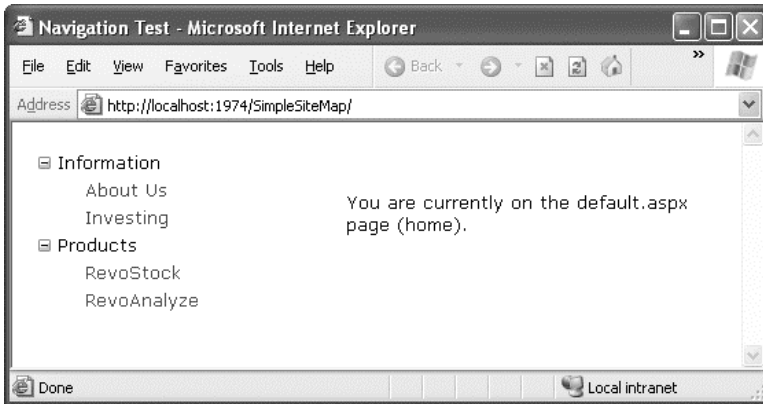 Navigation Test - Microsoft Internet Explorer
File Edit View Favorites Tools Help Back »
Address http://localhost:1974/SimpleSiteMap/
Information
About Us
Investing
Products
RevoStock
RevoAnalyze
You are currently on the default.aspx
page (home).
Done Local intranet